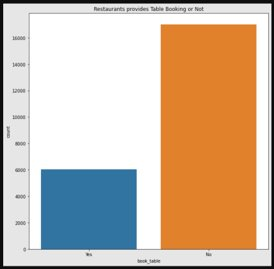 Restaurants provides Table Booking or Not
16000
14000
12000
10000
8000
6000
4000
2000
0
count
Yes
No
book_table